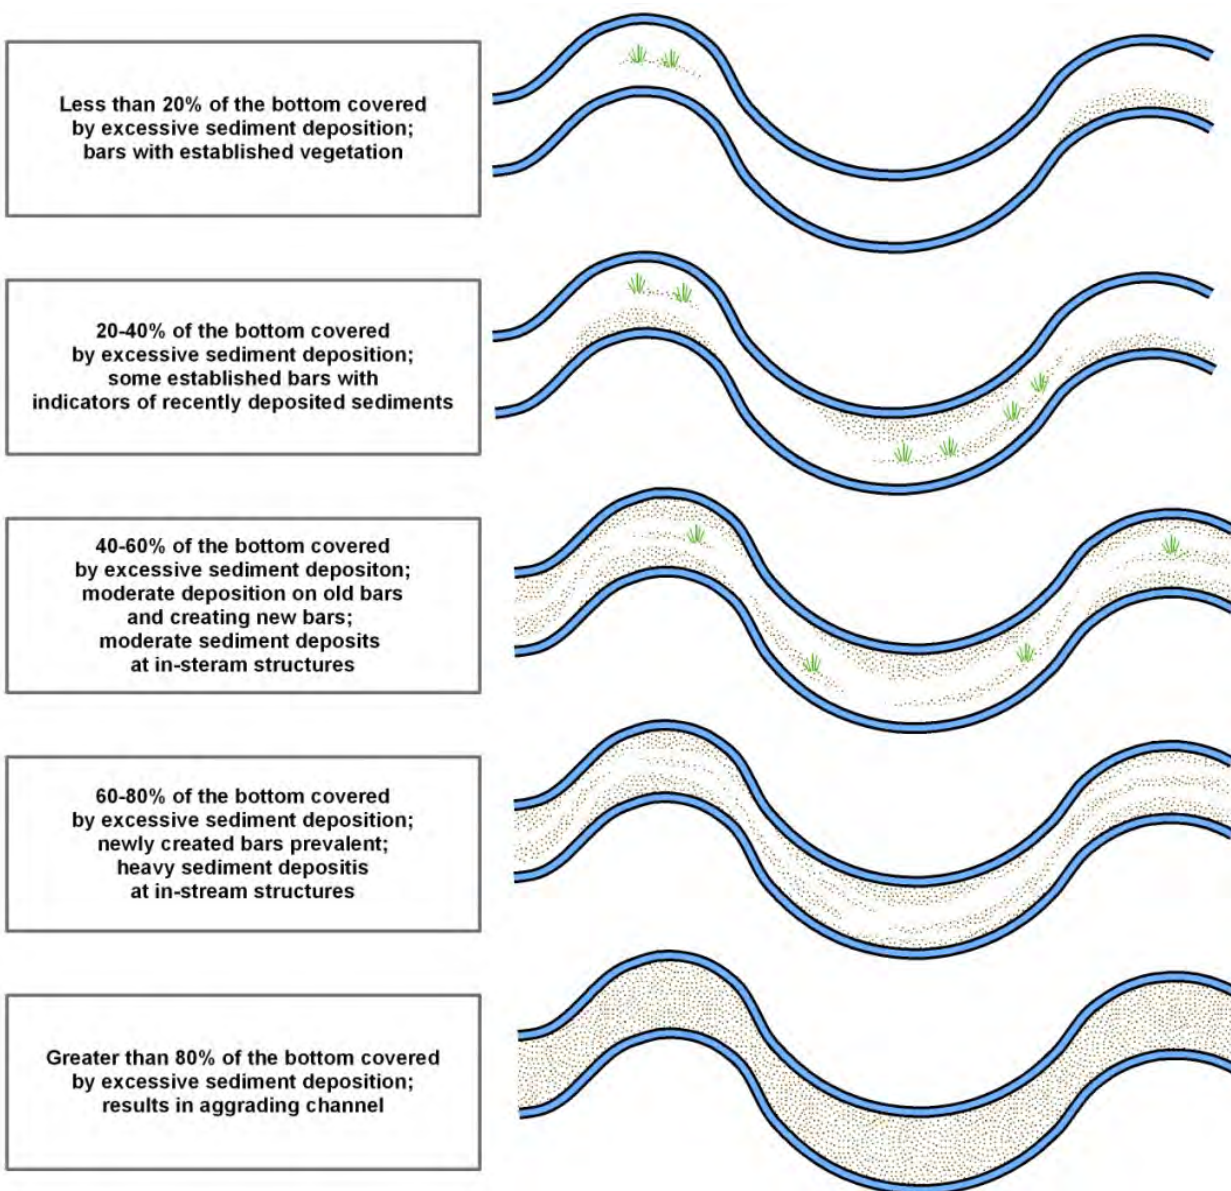 Less than 20% of the bottom covered
by excessive sediment deposition;
bars with established vegetation
20-40% of the bottom covered
by excessive sediment deposition;
some established bars with
indicators of recently deposited sediments
40-60% of the bottom covered
by excessive sediment depositon;
moderate deposition on old bars
and creating new bars;
moderate sediment deposits
at in-steram structures
60-80% of the bottom covered
by excessive sediment deposition;
newly created bars prevalent;
heavy sediment depositis
at in-stream structures
Greater than 80% of the bottom covered
by excessive sediment deposition;
results in aggrading channel